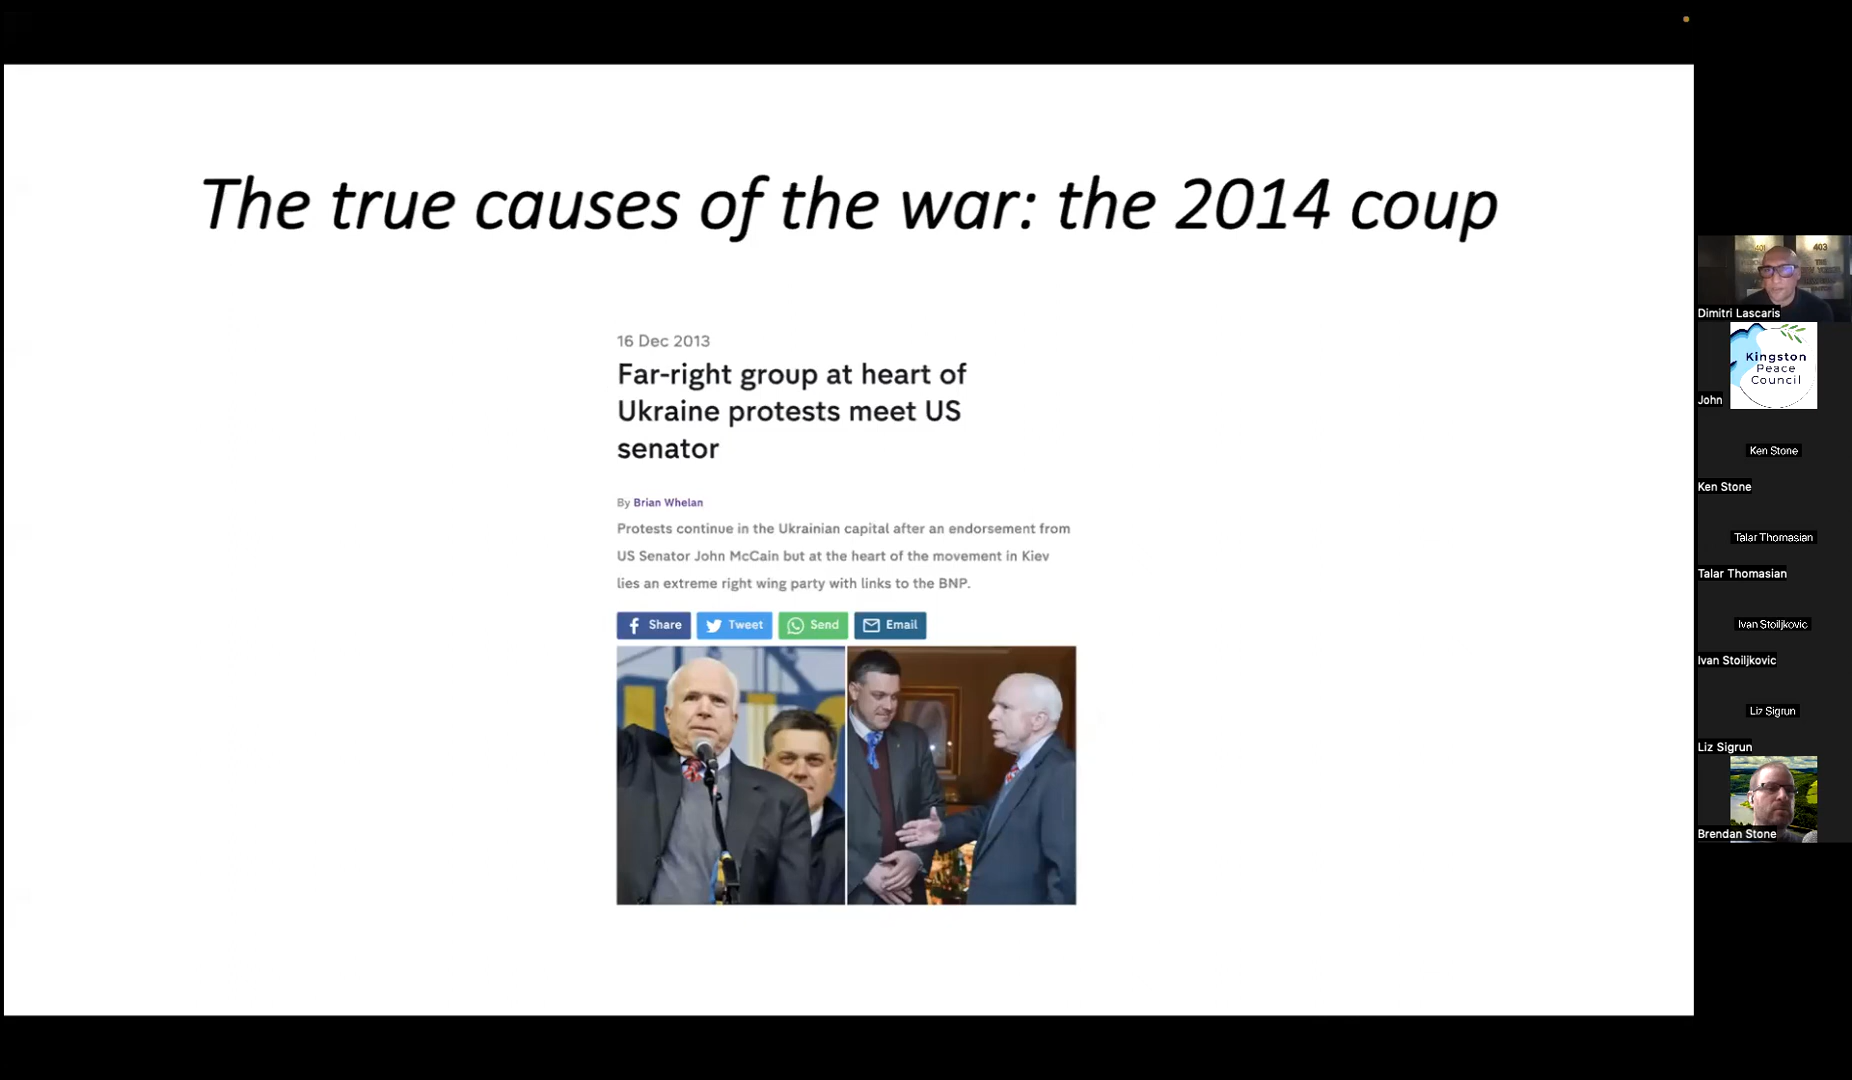 The true causes of the war: the 2014 coup
16 Dec 2013
Far-right group at heart of
Ukraine protests meet US
senator
By Brian Whelan
Protests continue in the Ukrainian capital after an endorsement from
US Senator John McCain but at the heart of the movement in Kiev
lies an extreme right wing party with links to the BNP.
Share Tweet Send Email
403
THE
Dimitri Lascaris
Kingston
Peace
Council
John
Ken Stone
Ken Stone
Talar Thomasian
Talar Thomasian
Ivan Stoiljkovic
Ivan Stoiljkovic
Liz Sigrun
Liz Sigrun
Brendan Stone